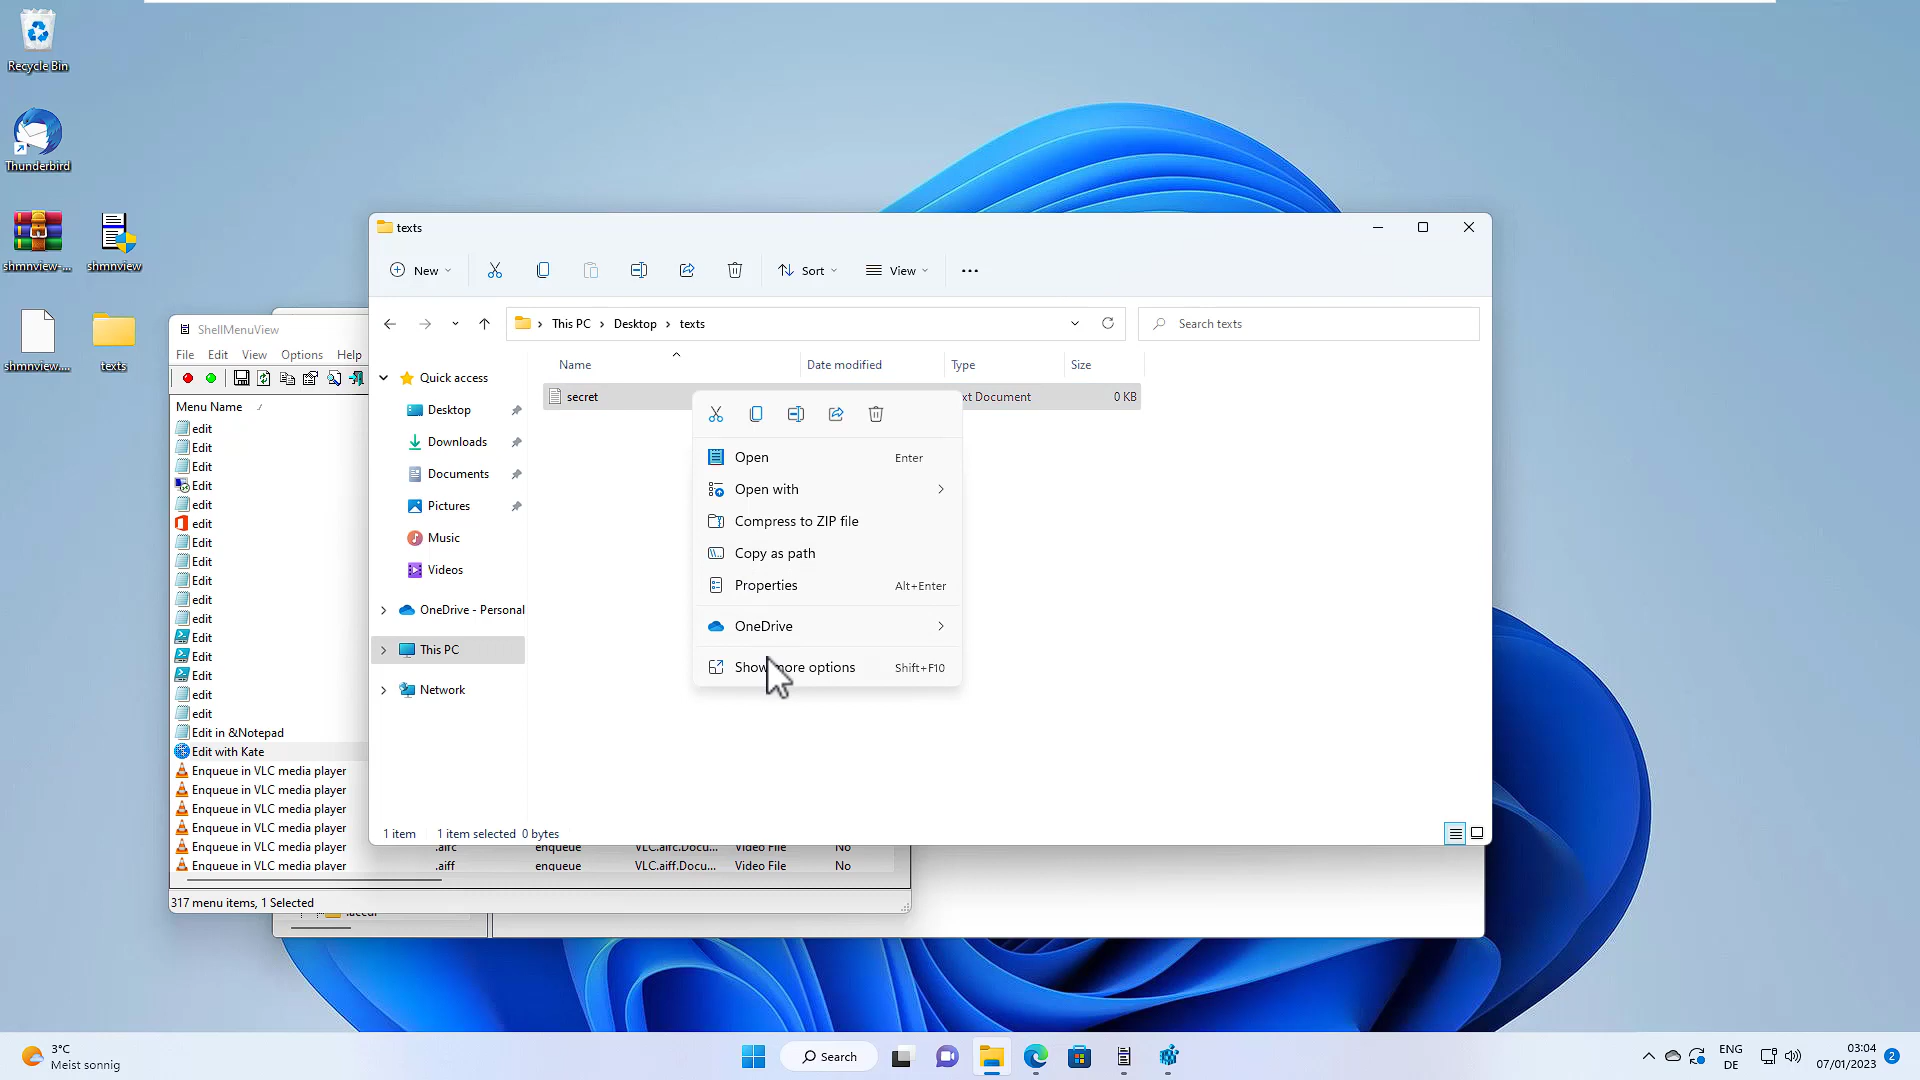 Recycle Bin
Thunderbird
shmnview-...
shmnview
shmnview....
texts
ShellMenuView
File Edit View Options Help
Menu Name
edit
Edit
Edit
Edit
edit
edit
Edit
Edit
Edit
edit
edit
Edit
Edit
Edit
edit
edit
Edit in &Notepad
Edit with Kate
Enqueue in VLC media player
Enqueue in VLC media player
Enqueue in VLC media player
Enqueue in VLC media player
Enqueue in VLC media player .aifc enqueue VLC.aifc.Docu... Video File No
Enqueue in VLC media player .aiff enqueue VLC.aiff.Docu... Video File No
317 menu items, 1 Selected
texts
New Sort View
This PC Desktop texts
Search texts
Quick access
Desktop
Downloads
Documents
Pictures
Music
Videos
OneDrive - Personal
This PC
Network
Name Date modified Type Size
secret xt Document 0 KB
Open Enter
Open with
Compress to ZIP file
Copy as path
Properties Alt+Enter
OneDrive
Show more options Shift+F10
1 item 1 item selected 0 bytes
3°C
Meist sonnig
Search
ENG
DE
03:04
07/01/2023
2